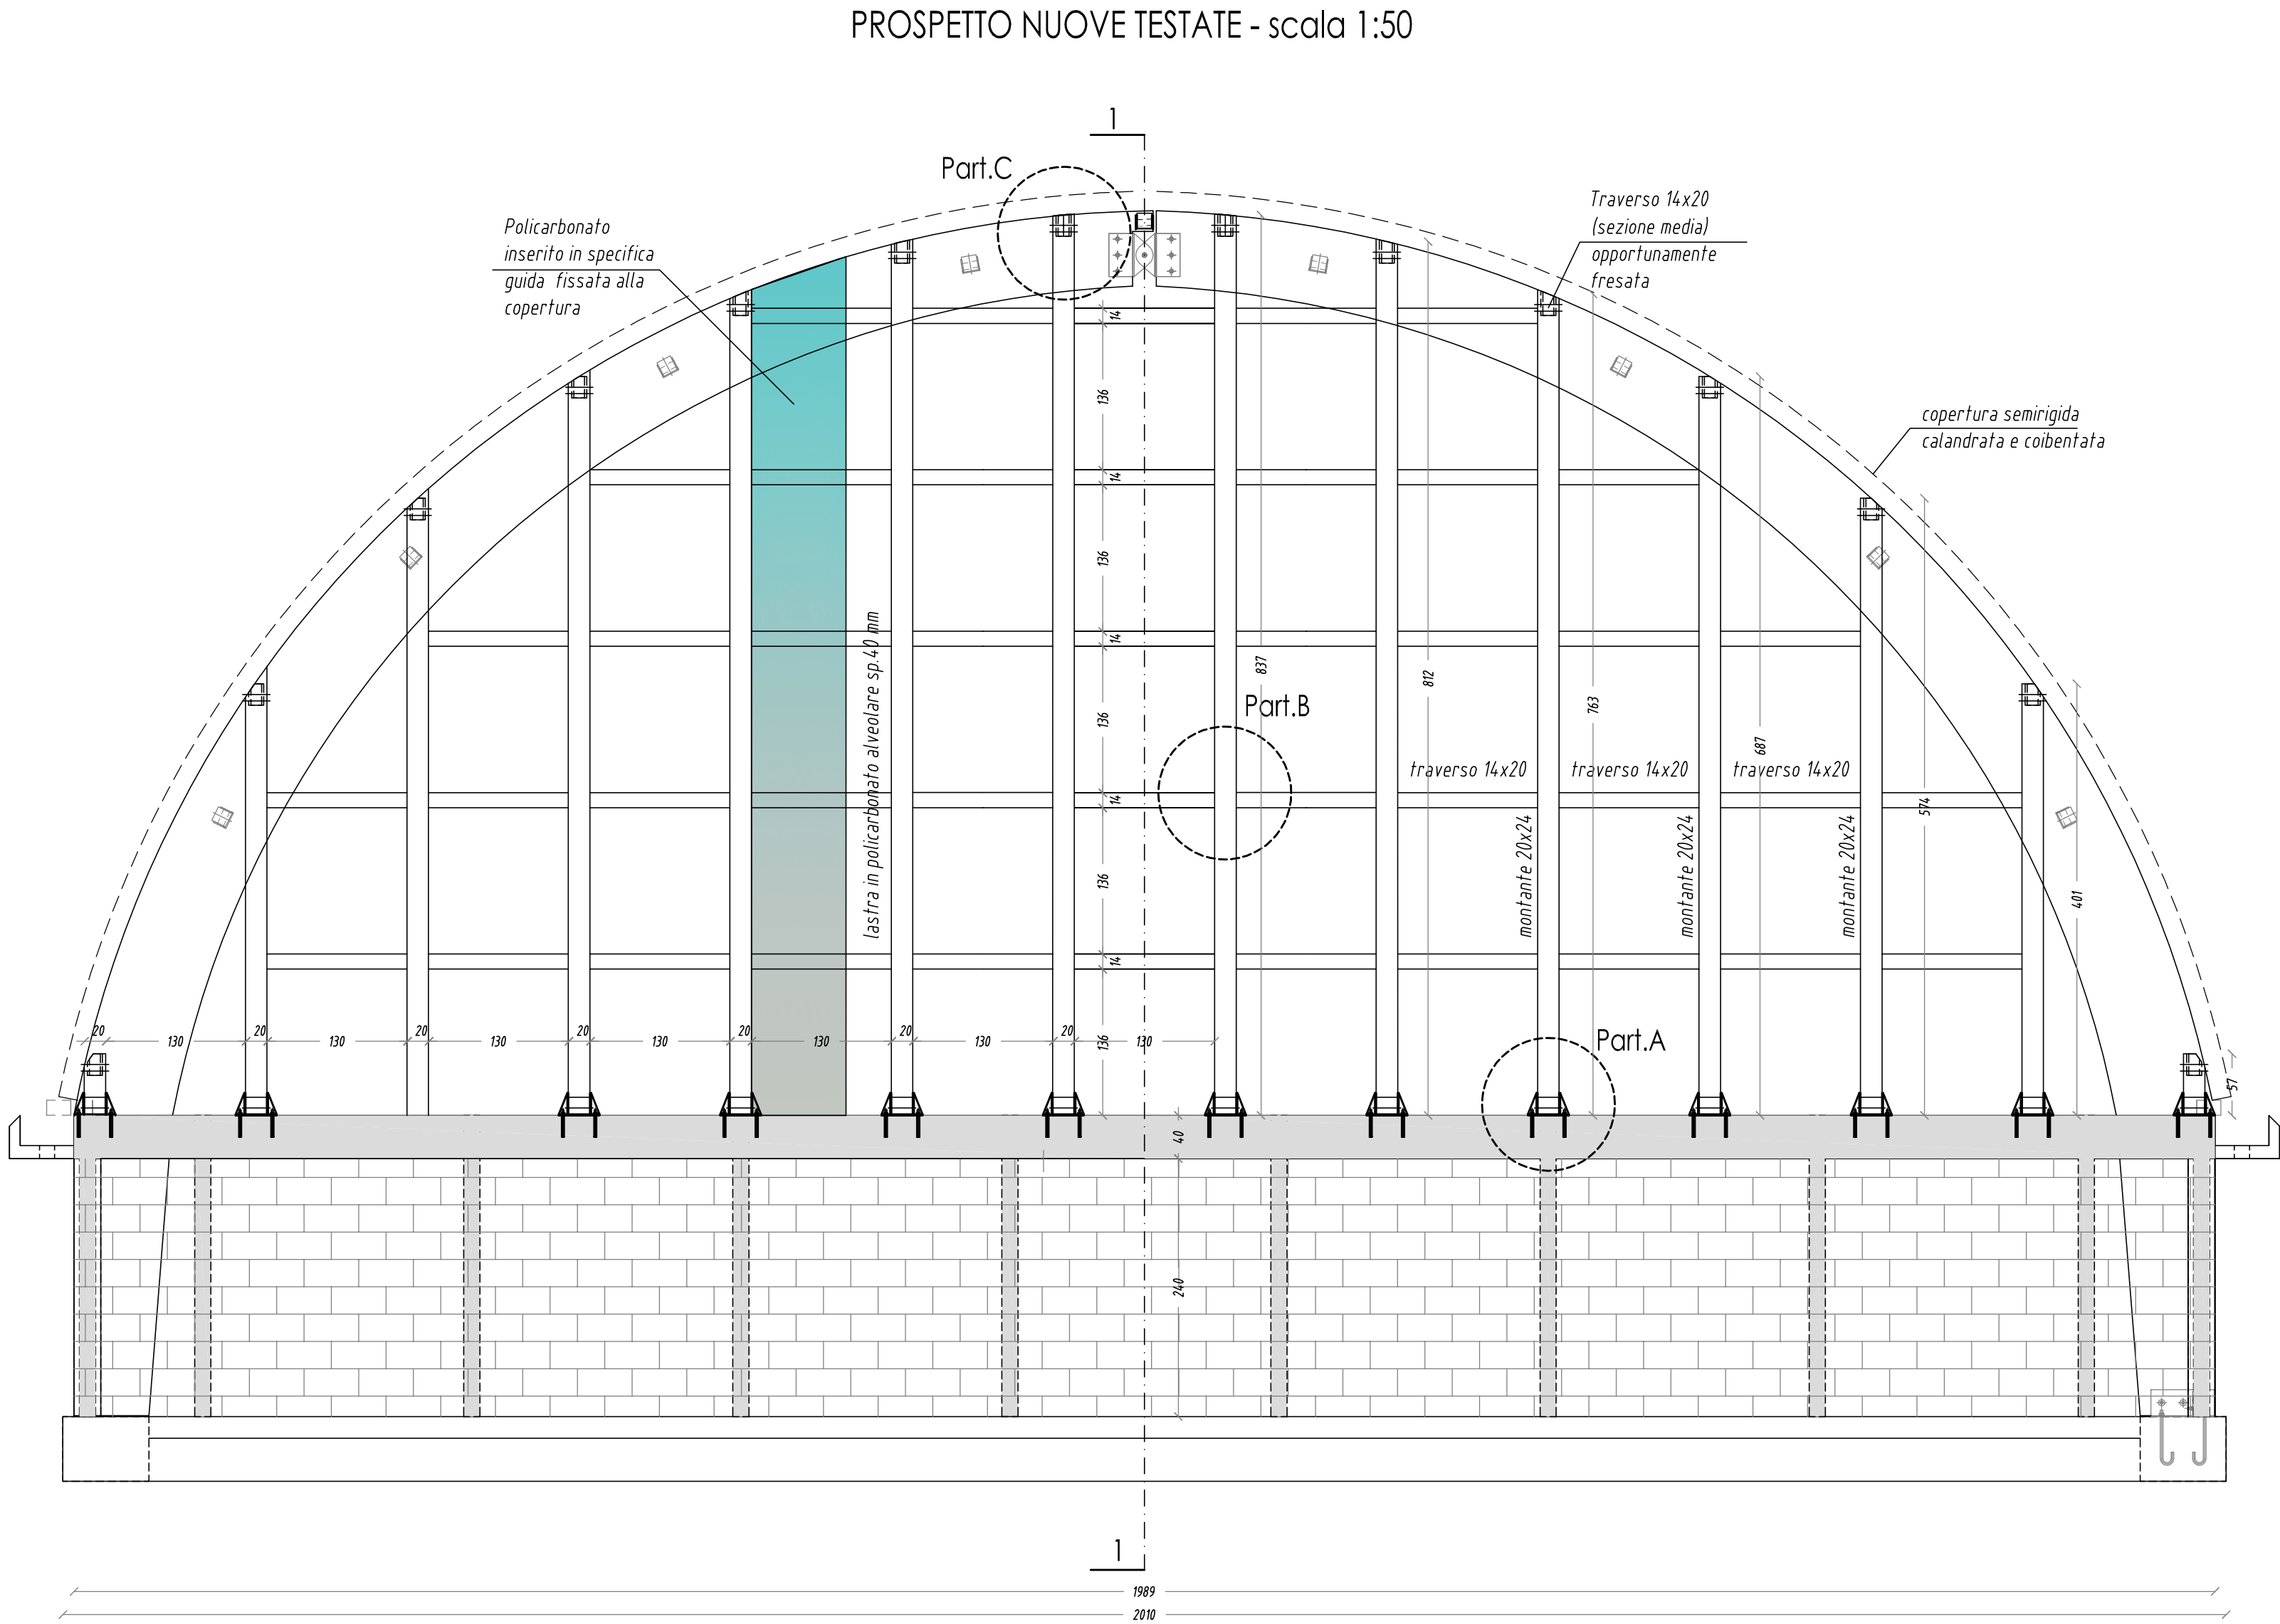 PROSPETTO NUOVE TESTATE - scala 1:50
1
Part.C
Policarbonato
inserito in specifica
guida fissata alla
copertura
Traverso 14x20
(sezione media)
opportunamente
fresata
copertura semirigida
calandrata e coibentata
14
136
14
136
14
136
14
136
14
136
837
812
763
687
574
401
57
lastra in policarbonato alveolare sp.40 mm
Part.B
traverso 14x20
traverso 14x20
traverso 14x20
montante 20x24
montante 20x24
montante 20x24
Part.A
20
20
20
20
20
20
20
130
130
130
130
130
130
130
40
240
1
1989
2010